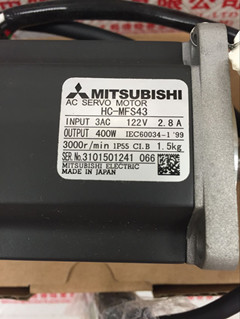 MITSUBISHI
AC SERVO MOTOR
HC-MFS43
INPUT 3AC 122V 2.8A
OUTPUT 400W IEC60034-1 '99
3000r/min IP55 CI.B 1.5kg
SER.No.3101501241 066
MITSUBISHI ELECTRIC
MADE IN JAPAN